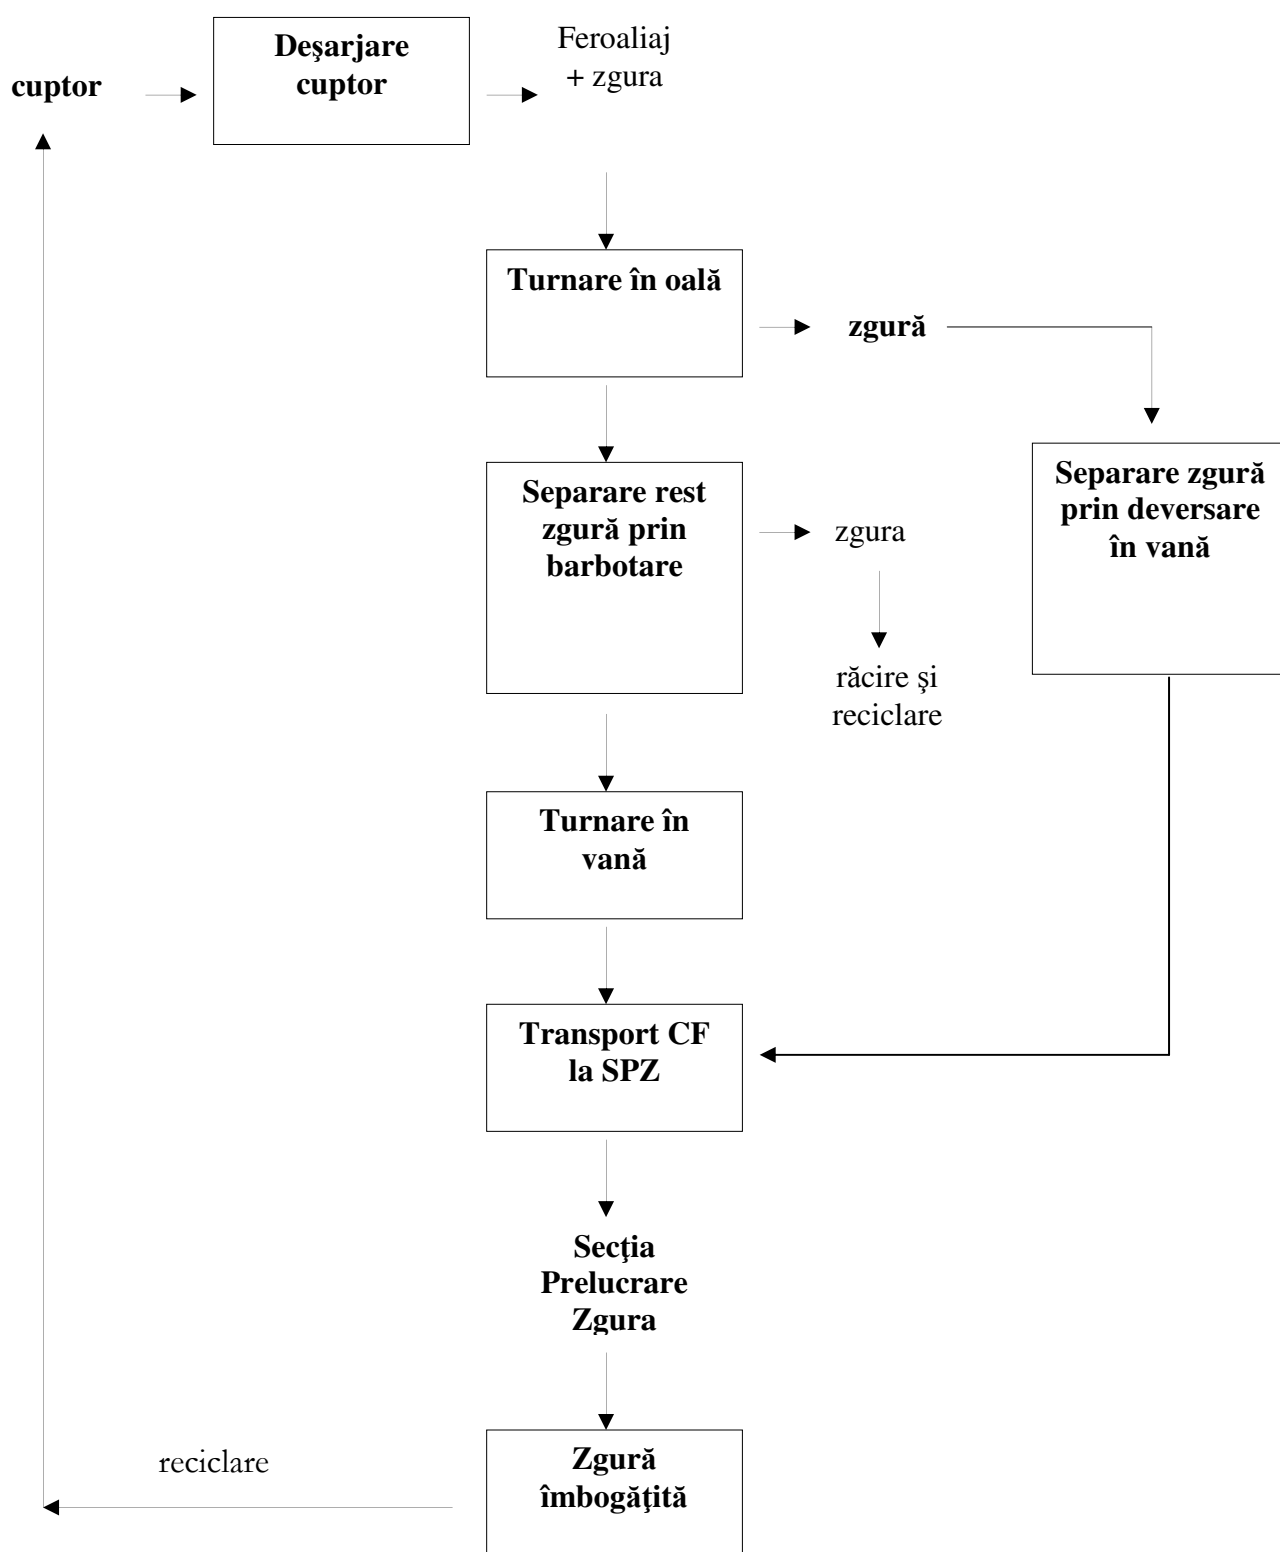 cuptor
Deşarjare
cuptor
Feroaliaj
+ zgura
Turnare în oală
zgură
Separare rest
zgură prin
barbotare
zgura
răcire şi
reciclare
Separare zgură
prin deversare
în vană
Turnare în
vană
Transport CF
la SPZ
Secţia
Prelucrare
Zgura
reciclare
Zgură
îmbogăţită